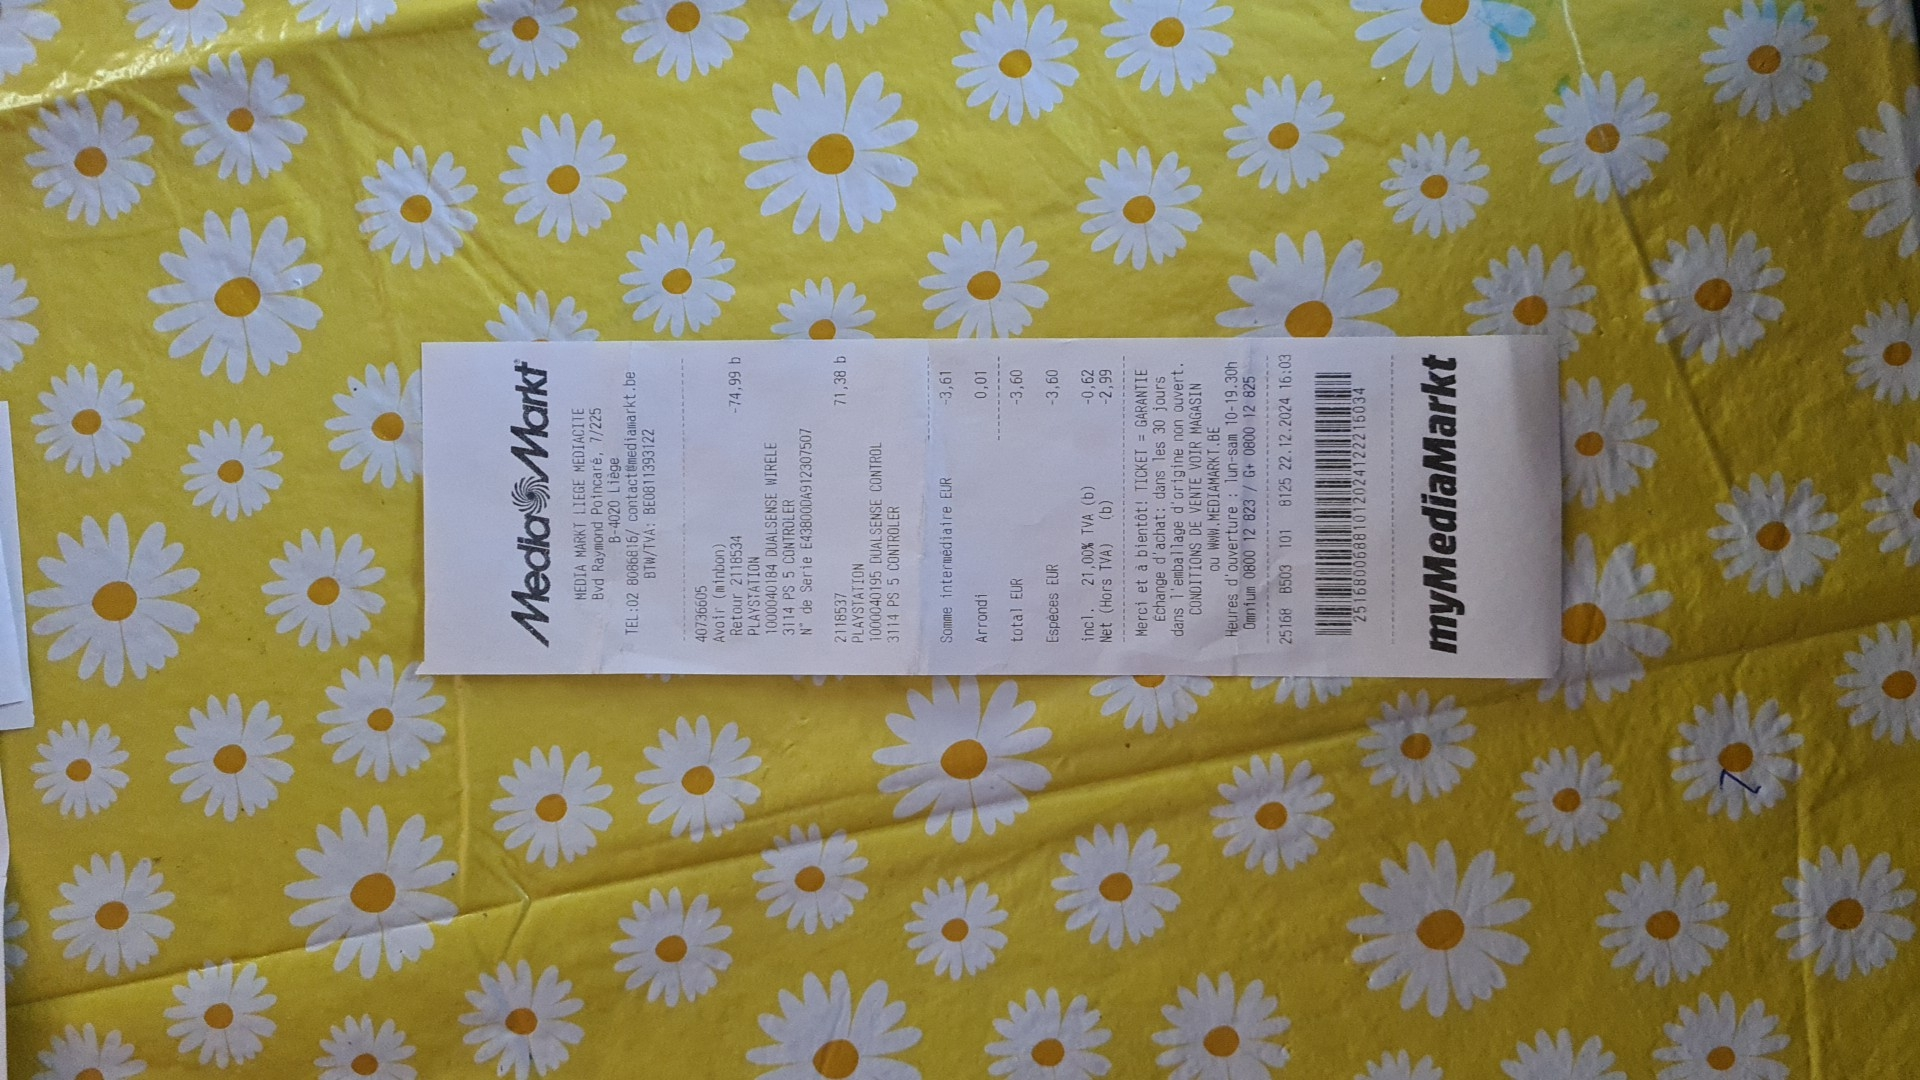 MediaMarkt
MEDIA MARKT LIEGE MEDIACITE
Bvd Raymond Poincaré, 7/225
B-4020 Liège
TEL:02 8086816/ contact@mediamarkt.be
BTW/TVA: BE0811393122
40736605
Avoir (minbon) -74,99 b
Retour 2118534
PLAYSTATION
1000040184 DUALSENSE WIRELE
3114 PS 5 CONTROLER
N° de Serie E43800DA912307507
2118537 71,38 b
PLAYSTATION
1000040195 DUALSENSE CONTROL
3114 PS 5 CONTROLER
Somme intermediaire EUR -3,61
Arrondi 0,01
total EUR -3,60
Espèces EUR -3,60
incl. 21,00% TVA (b) -0,62
Net (Hors TVA) (b) -2,99
Merci et à bientôt! TICKET = GARANTIE
Echange d'achat: dans les 30 jours
dans l'emballage d'origine non ouvert.
CONDITIONS DE VENTE VOIR MAGASIN
ou WWW.MEDIAMARKT.BE
Heures d'ouverture : lun-sam 10-19.30h
Omnium 0800 12 823 / G+ 0800 12 825
25168 B503 101 8125 22.12.2024 16:03
myMediaMarkt